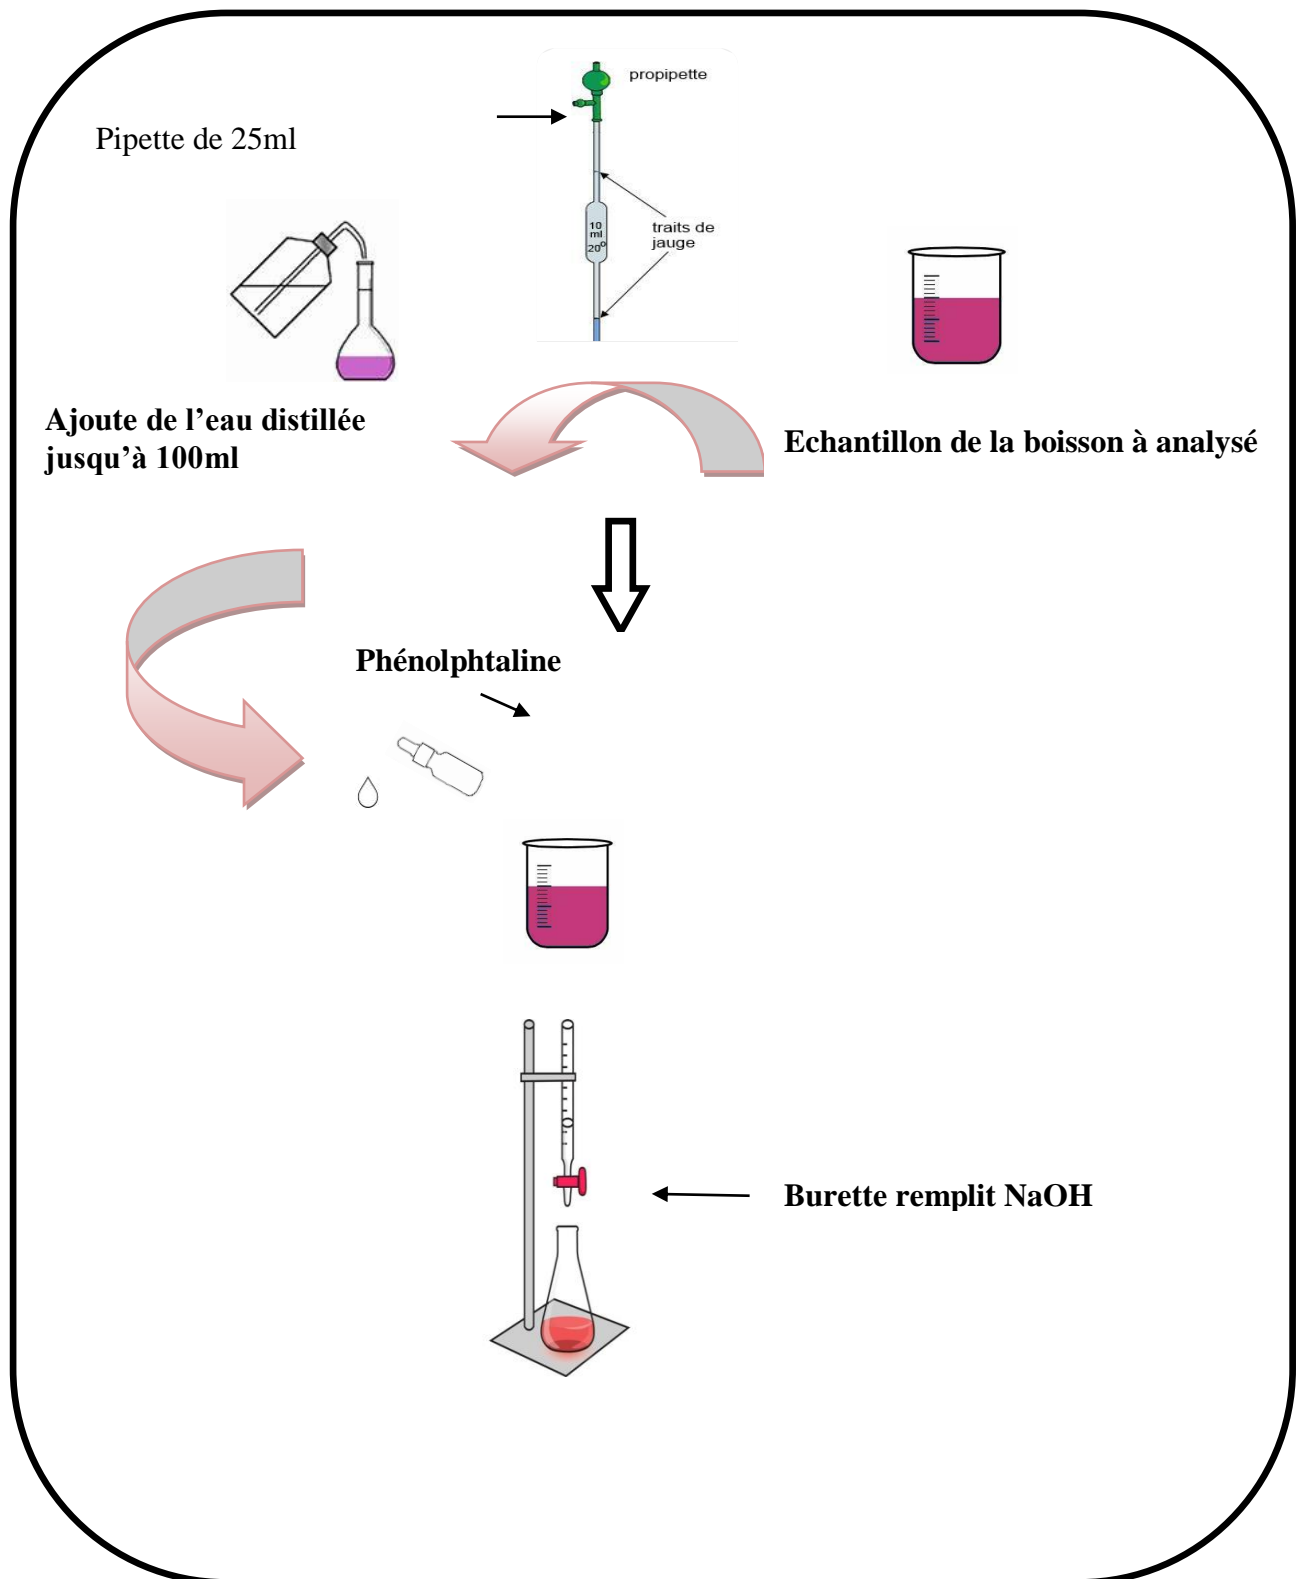 propipette
Pipette de 25ml
traits de
jauge
10
ml
20°
Ajoute de l’eau distillée
jusqu’à 100ml
Echantillon de la boisson à analysé
Phénolphtaline
Burette remplit NaOH